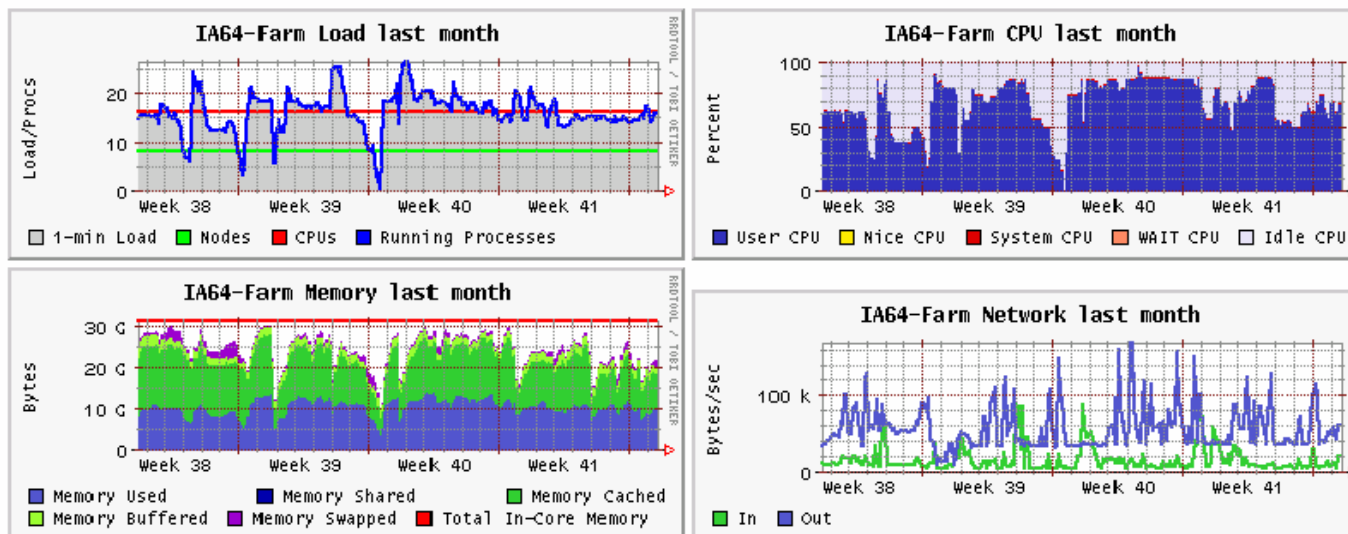 IA64-Farm Load last month
RRDTOOL / TOBI OETIKER
Load/Procs
20
10
0
Week 38 Week 39 Week 40 Week 41
1-min Load Nodes CPUs Running Processes
IA64-Farm CPU last month
Percent
100
50
0
Week 38 Week 39 Week 40 Week 41
User CPU Nice CPU System CPU WAIT CPU Idle CPU
IA64-Farm Memory last month
RRDTOOL / TOBI OETIKER
Bytes
30 G
20 G
10 G
0
Week 38 Week 39 Week 40 Week 41
Memory Used Memory Shared Memory Cached
Memory Buffered Memory Swapped Total In-Core Memory
IA64-Farm Network last month
Bytes/sec
100 k
0
Week 38 Week 39 Week 40 Week 41
In Out